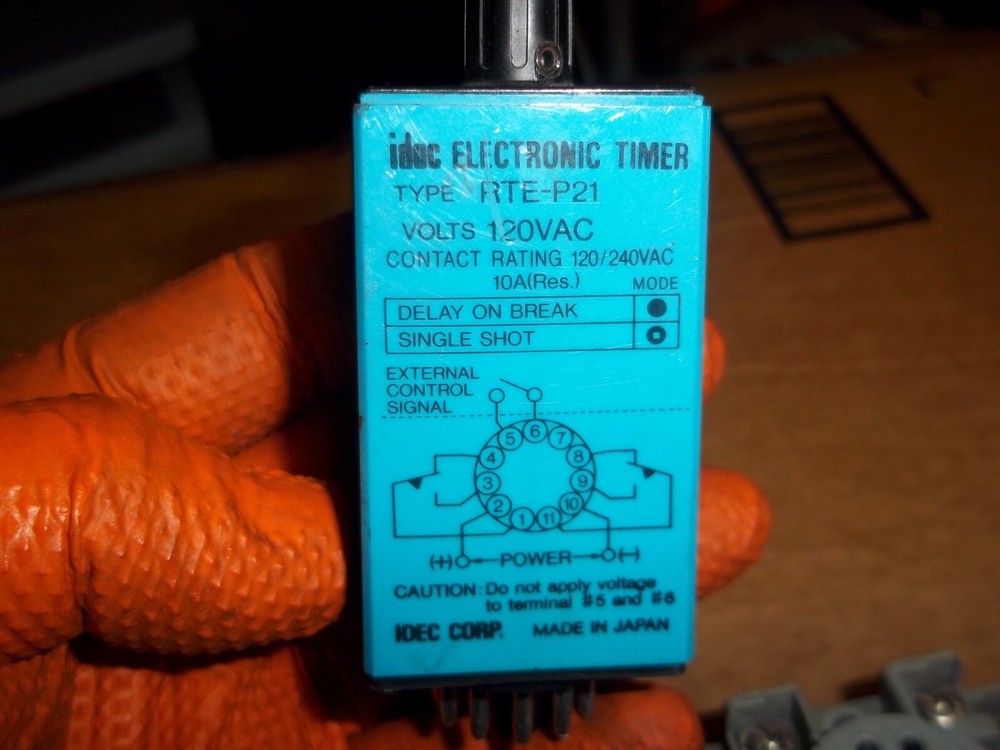 idec ELECTRONIC TIMER
TYPE RTE-P21
VOLTS 120VAC
CONTACT RATING 120/240VAC
10A(Res.)
MODE
DELAY ON BREAK
SINGLE SHOT
EXTERNAL
CONTROL
SIGNAL
5 6 7
4 8
3 9
2 10
1 11
(+) POWER (-)
CAUTION: Do not apply voltage
to terminal #5 and #6
IDEC CORP. MADE IN JAPAN